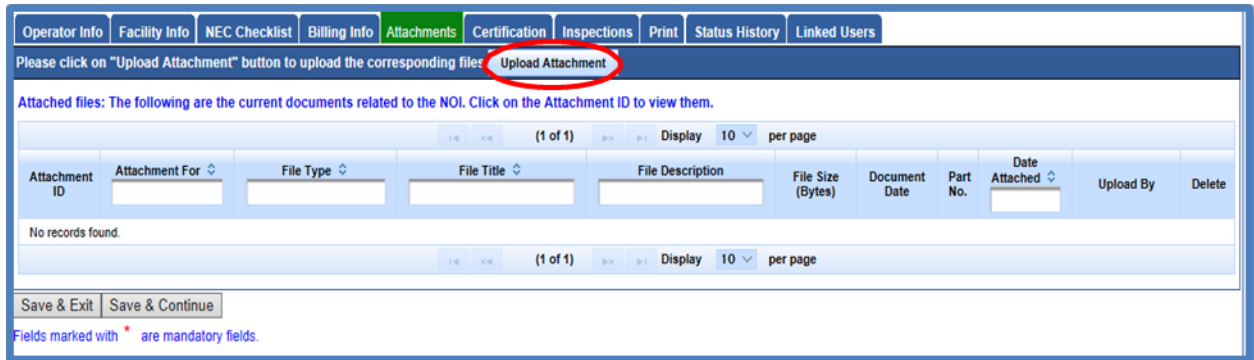 Operator Info Facility Info NEC Checklist Billing Info Attachments Certification Inspections Print Status History Linked Users
Please click on "Upload Attachment" button to upload the corresponding files Upload Attachment
Attached files: The following are the current documents related to the NOI. Click on the Attachment ID to view them.
(1 of 1) Display 10 per page
Attachment ID Attachment For File Type File Title File Description File Size (Bytes) Document Date Part No. Date Attached Upload By Delete
No records found.
(1 of 1) Display 10 per page
Save & Exit Save & Continue
Fields marked with * are mandatory fields.